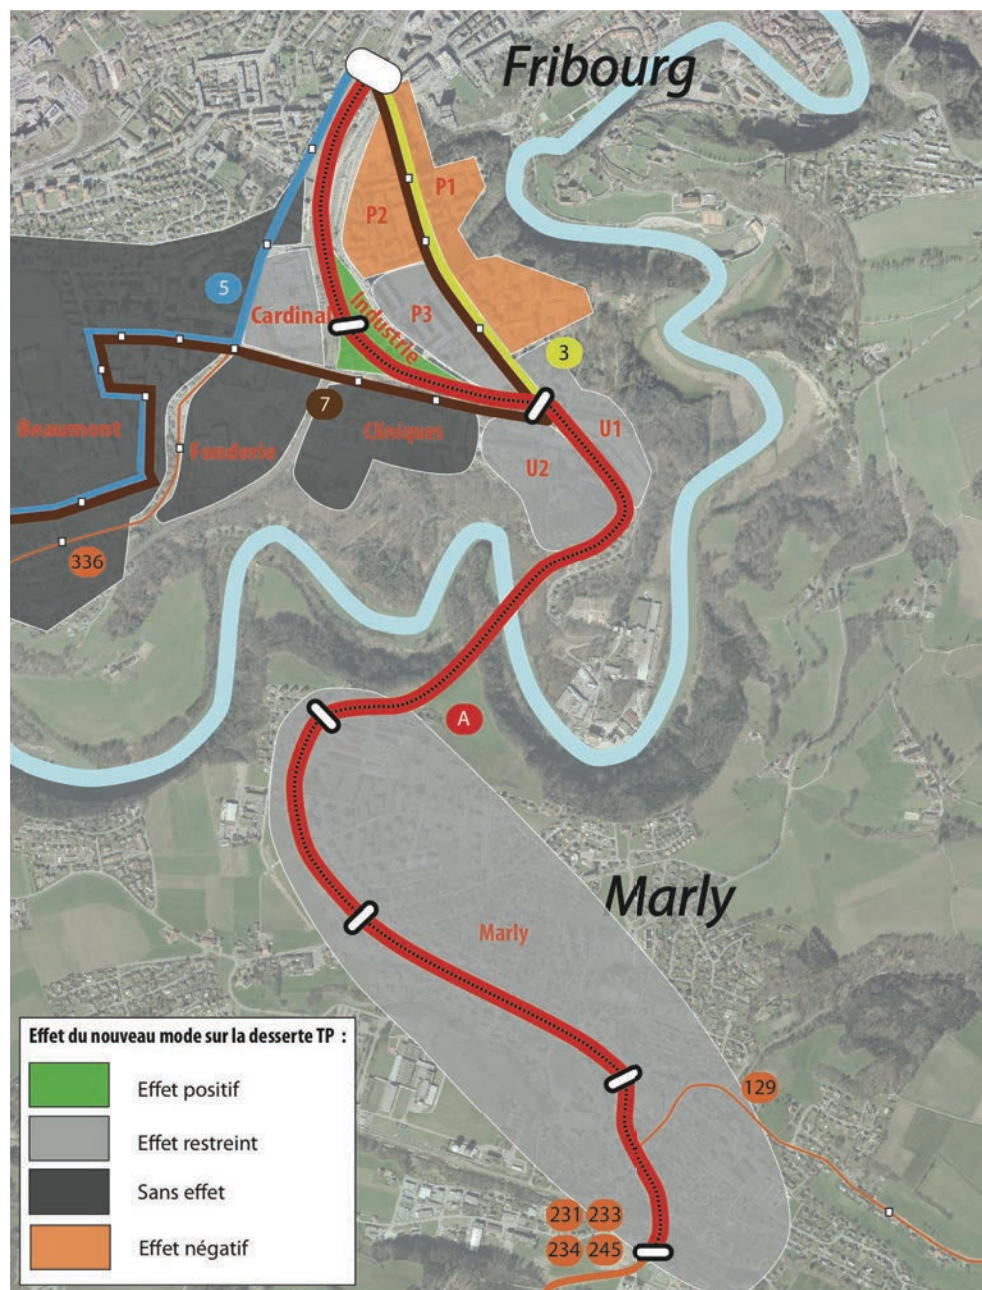 Fribourg
P1
P2
5
Cardinal
Industrie
P3
3
7
Beaumont
Fonderie
Cliniques
U1
U2
336
A
Marly
Marly
129
231 233
234 245
Effet du nouveau mode sur la desserte TP :
Effet positif
Effet restreint
Sans effet
Effet négatif